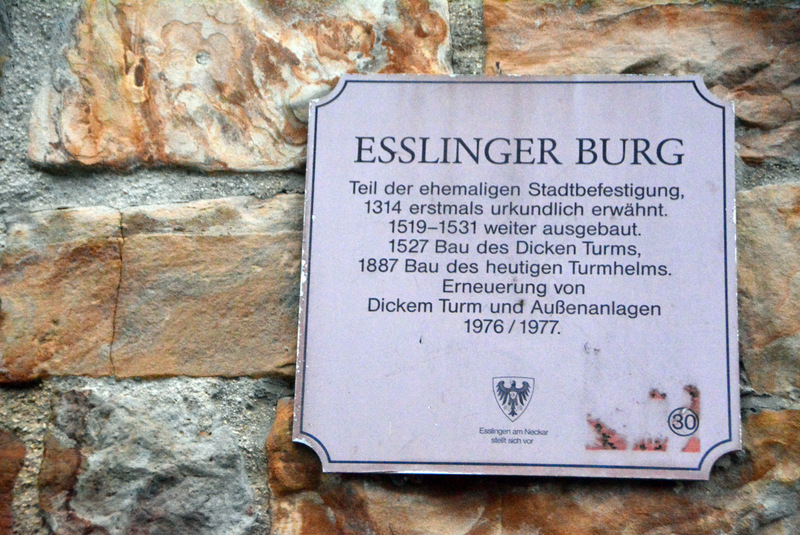 ESSLINGER BURG
Teil der ehemaligen Stadtbefestigung,
1314 erstmals urkundlich erwähnt.
1519–1531 weiter ausgebaut.
1527 Bau des Dicken Turms,
1887 Bau des heutigen Turmhelms.
Erneuerung von
Dickem Turm und Außenanlagen
1976/1977.
Esslingen am Neckar
stellt sich vor
30